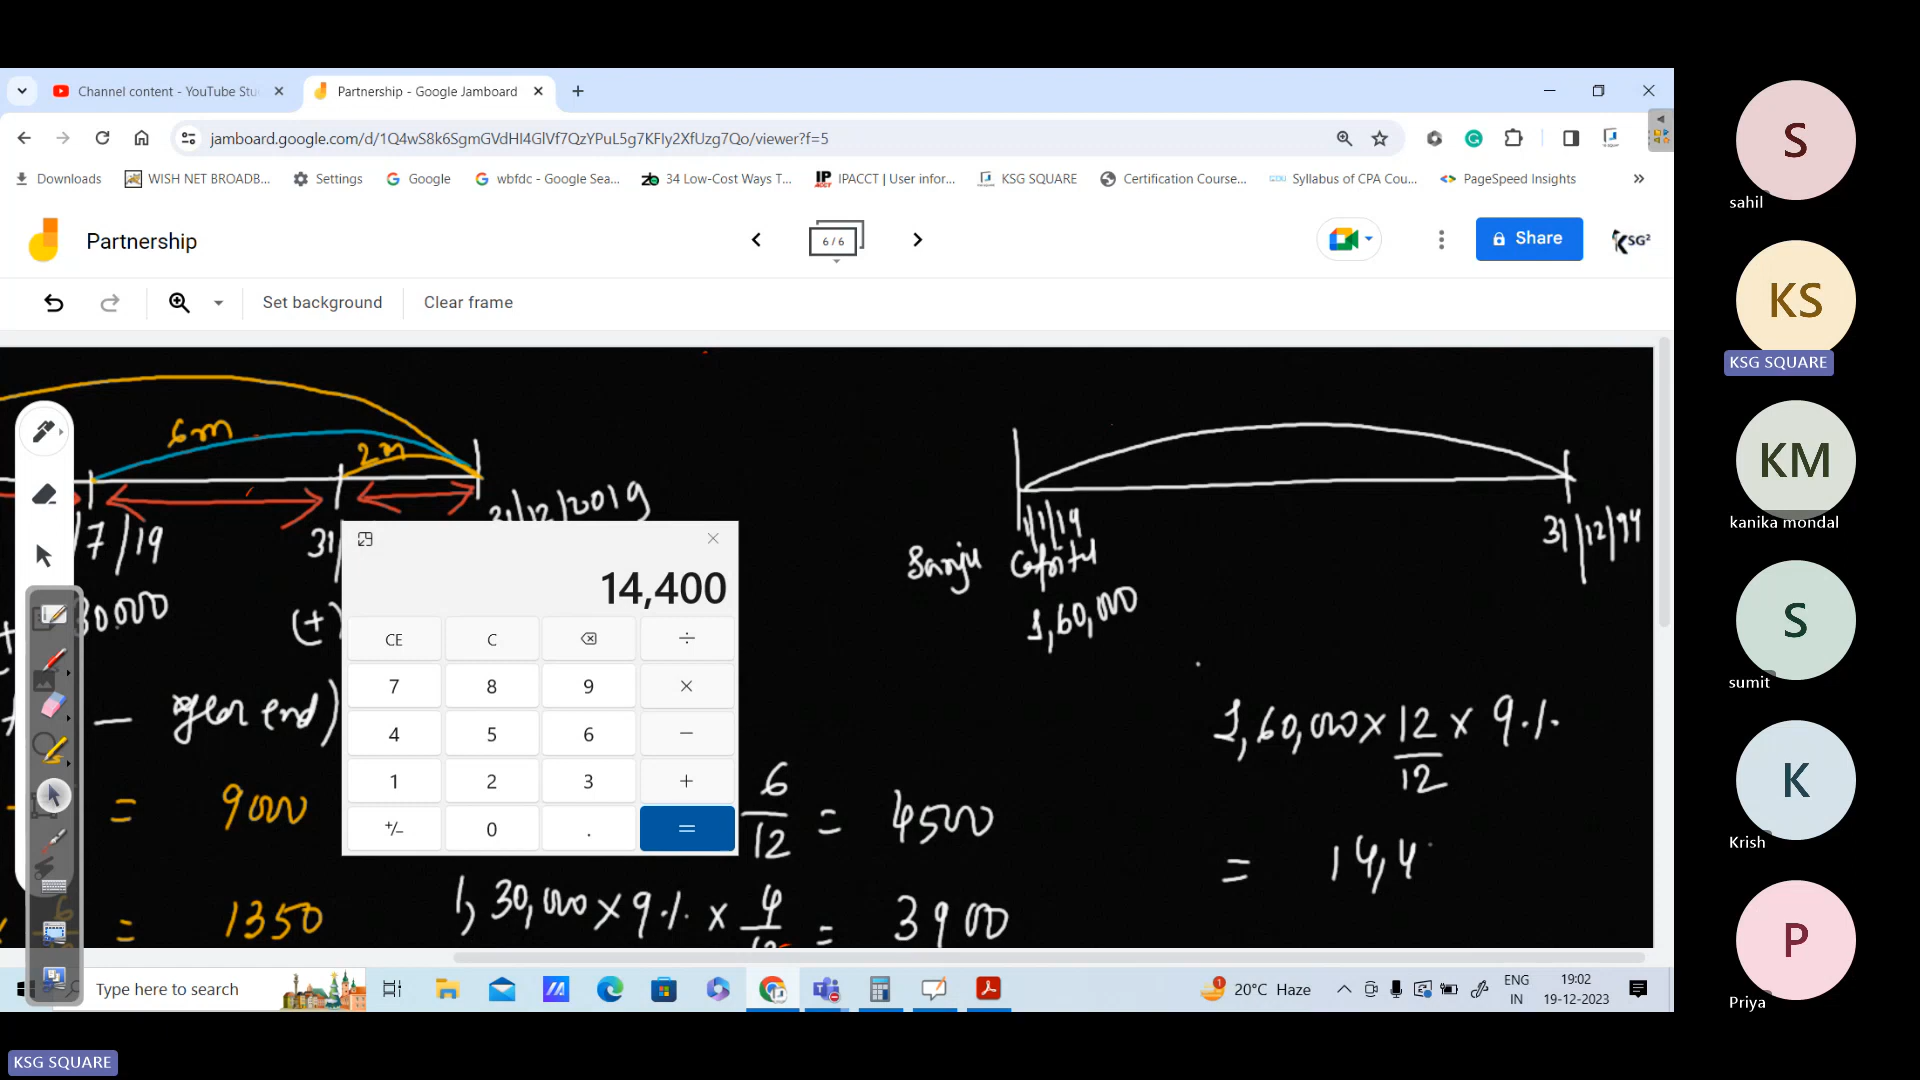 Channel content - YouTube Stu
Partnership - Google Jamboard
jamboard.google.com/d/1Q4wS8k6SgmGVdHI4GlVf7QzYPuL5g7KFIy2XfUzg7Qo/viewer?f=5
Downloads
WISH NET BROADB...
Settings
Google
wbfdc - Google Sea...
34 Low-Cost Ways T...
IPACCT | User infor...
KSG SQUARE
Certification Course...
Syllabus of CPA Cou...
PageSpeed Insights
»
Partnership
6 / 6
Share
KSG²
Set background
Clear frame
6m
2m
31/12/2019
/7/19
31
30,000
(+)
— year end)
= 9000
= 1350
14,400
CE
C
÷
7
8
9
×
4
5
6
−
1
2
3
+
+/−
0
.
=
6/12 = 4500
1,30,000 × 9% × 4/12 = 3900
1/1/19
31/12/19
Sanju Capital
1,60,000
1,60,000 × 12/12 × 9%
= 14,4
Type here to search
20°C Haze
ENG
IN
19:02
19-12-2023
S
sahil
KS
KSG SQUARE
KM
kanika mondal
S
sumit
K
Krish
P
Priya
KSG SQUARE